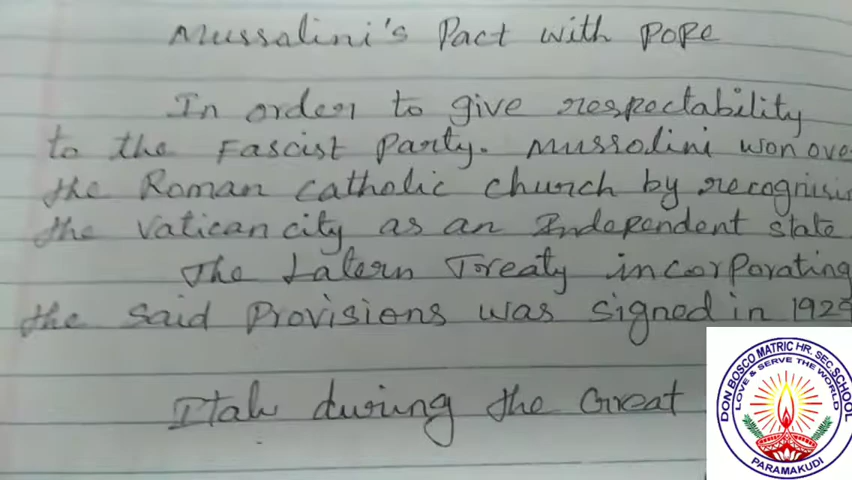 Mussalini's Pact with POPE
In order to give respectability
to the Fascist Party. Mussolini won ove
the Roman catholic church by recognisi
the vatican city as an Independent state
The Latern Treaty incorporating
the said Provisions was signed in 1929
Italy during the Great
DON BOSCO MATRIC HR. SEC. SCHOOL
LOVE & SERVE THE WORLD
PARAMAKUDI